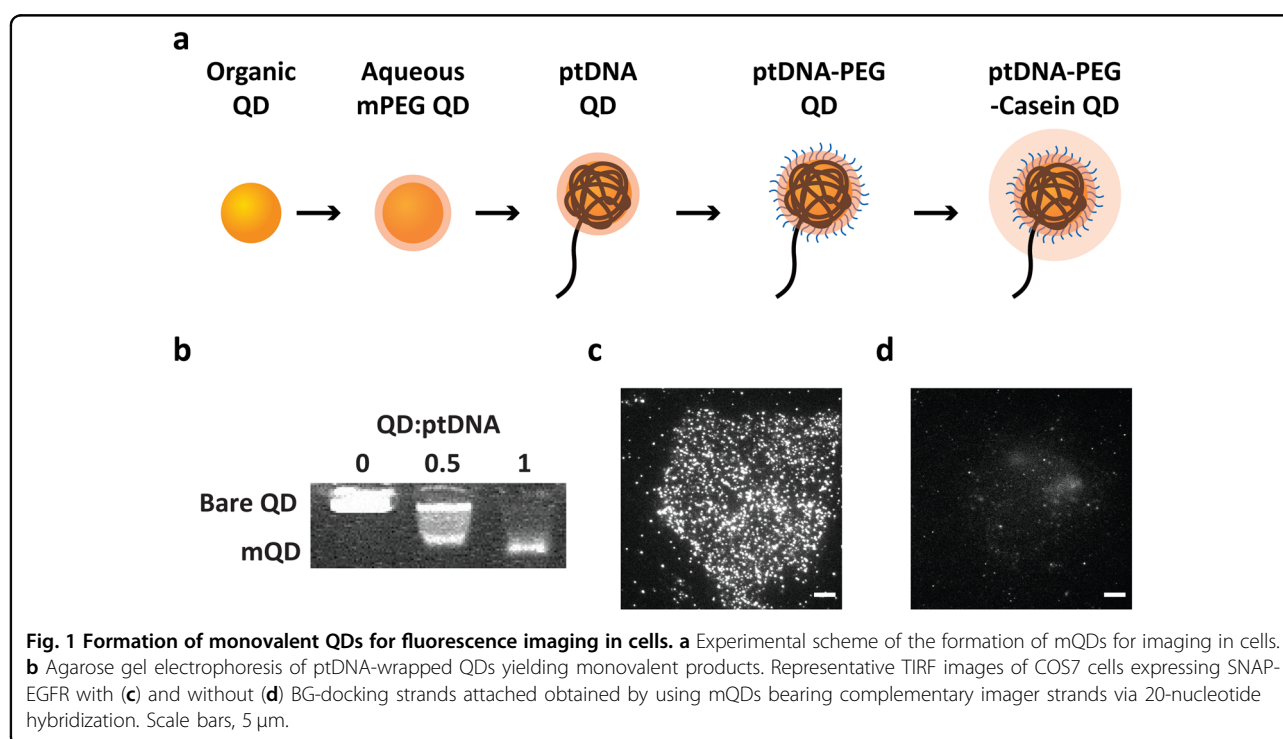 a
Organic
QD
Aqueous
mPEG QD
ptDNA
QD
ptDNA-PEG
QD
ptDNA-PEG
-Casein QD
b
QD:ptDNA
0 0.5 1
Bare QD
mQD
c
d
Fig. 1 Formation of monovalent QDs for fluorescence imaging in cells. a Experimental scheme of the formation of mQDs for imaging in cells.
b Agarose gel electrophoresis of ptDNA-wrapped QDs yielding monovalent products. Representative TIRF images of COS7 cells expressing SNAP-
EGFR with (c) and without (d) BG-docking strands attached obtained by using mQDs bearing complementary imager strands via 20-nucleotide
hybridization. Scale bars, 5 μm.